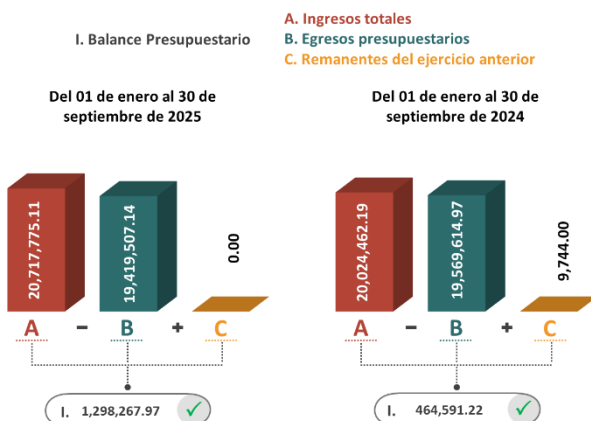 I. Balance Presupuestario
A. Ingresos totales
B. Egresos presupuestarios
C. Remanentes del ejercicio anterior
Del 01 de enero al 30 de
septiembre de 2025
20,717,775.11
19,419,507.14
0.00
A − B + C
I. 1,298,267.97
Del 01 de enero al 30 de
septiembre de 2024
20,024,462.19
19,569,614.97
9,744.00
A − B + C
I. 464,591.22